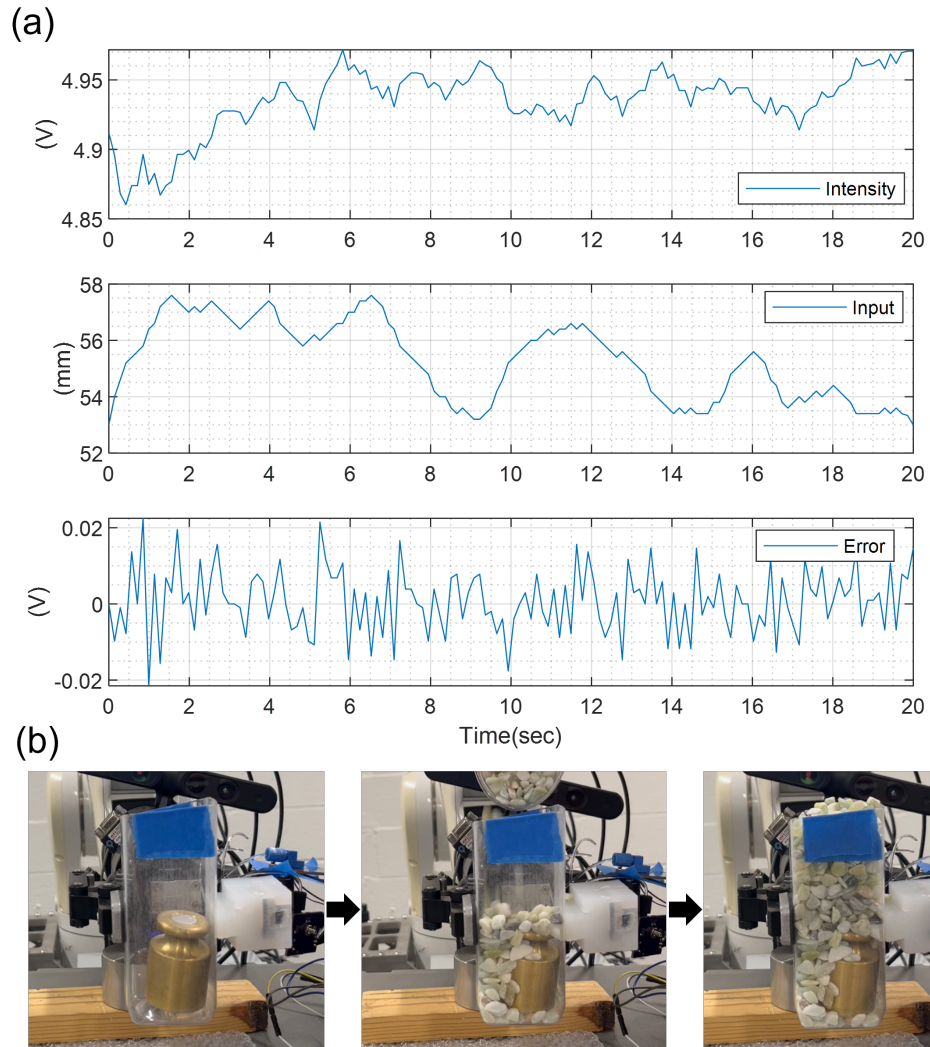 (a)
4.95
4.9
4.85
(V)
Intensity
0 2 4 6 8 10 12 14 16 18 20
58
56
54
52
(mm)
Input
0 2 4 6 8 10 12 14 16 18 20
0.02
0
-0.02
(V)
Error
0 2 4 6 8 10 12 14 16 18 20
Time(sec)
(b)